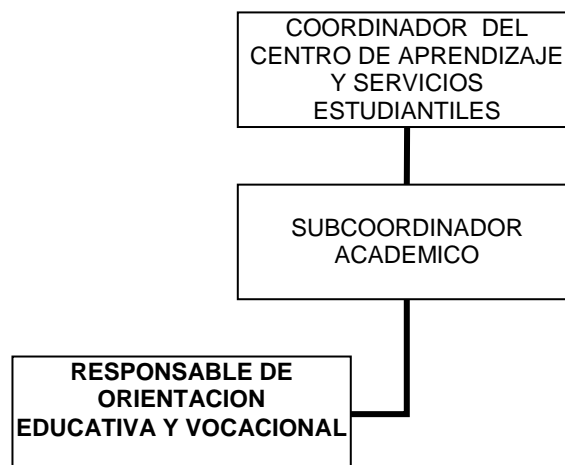 COORDINADOR DEL
CENTRO DE APRENDIZAJE
Y SERVICIOS
ESTUDIANTILES
SUBCOORDINADOR
ACADEMICO
RESPONSABLE DE
ORIENTACION
EDUCATIVA Y VOCACIONAL